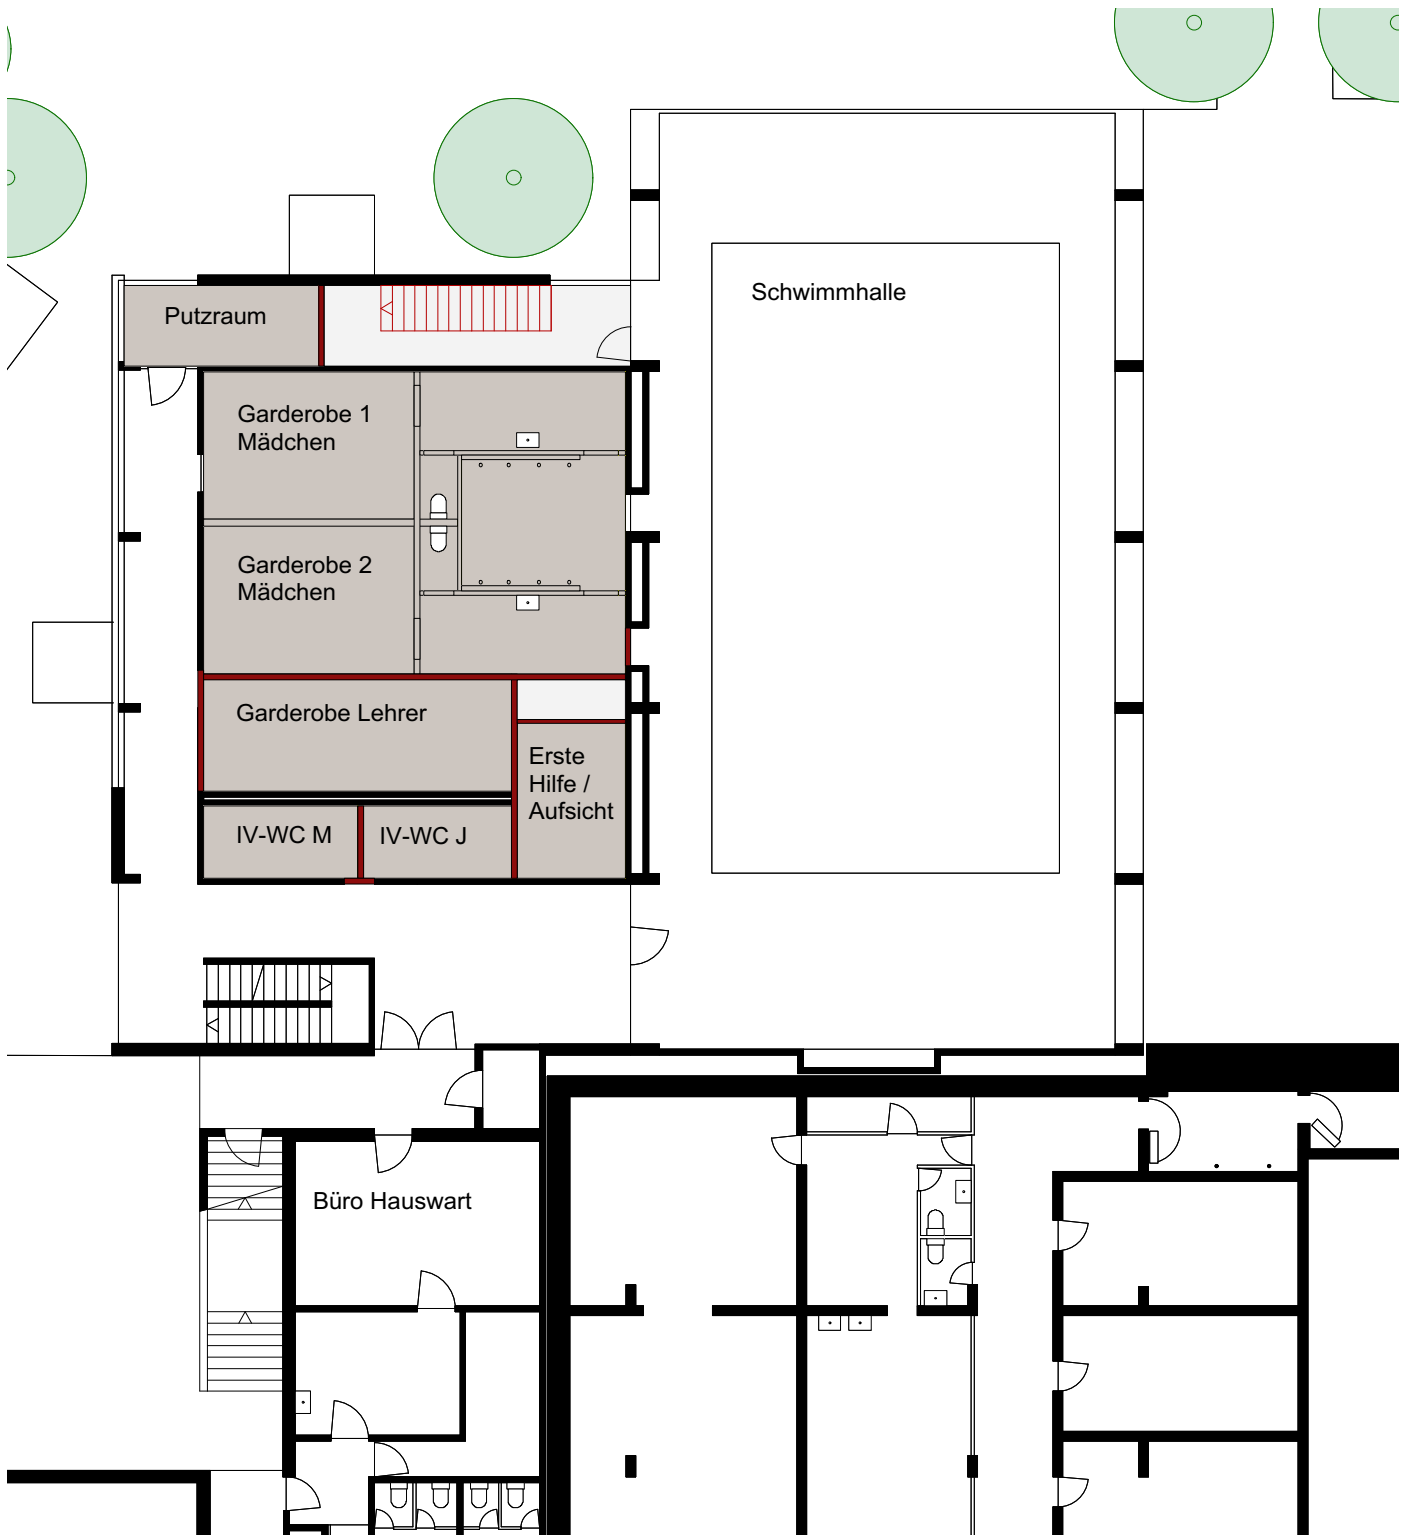 Schwimmhalle
Putzraum
Garderobe 1
Mädchen
Garderobe 2
Mädchen
Garderobe Lehrer
Erste
Hilfe /
Aufsicht
IV-WC M
IV-WC J
Büro Hauswart